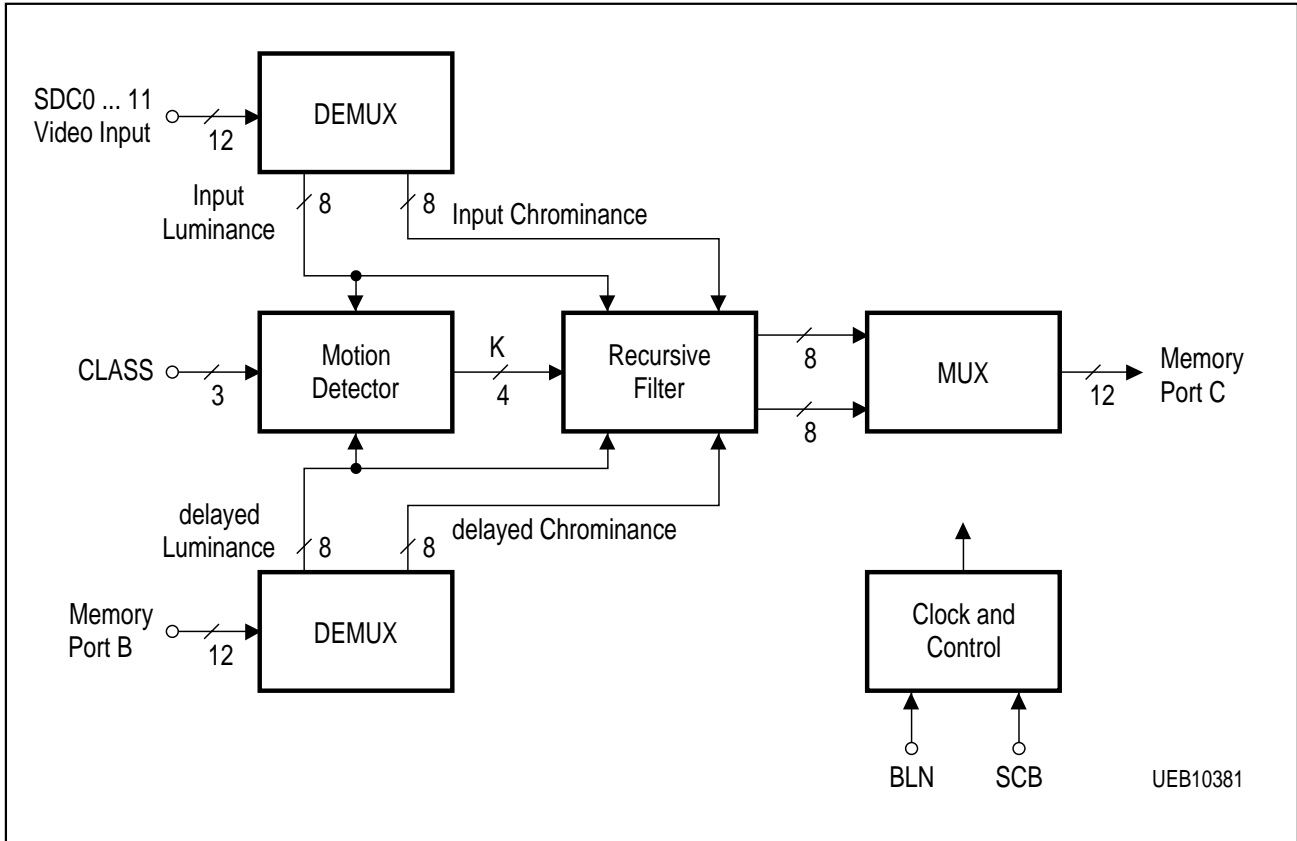 SDC0 ... 11
Video Input
12
DEMUX
Input
Luminance
8
8
Input Chrominance
CLASS
3
Motion
Detector
K
4
Recursive
Filter
8
8
MUX
12
Memory
Port C
delayed
Luminance
8
8
delayed Chrominance
Memory
Port B
12
DEMUX
Clock and
Control
BLN
SCB
UEB10381